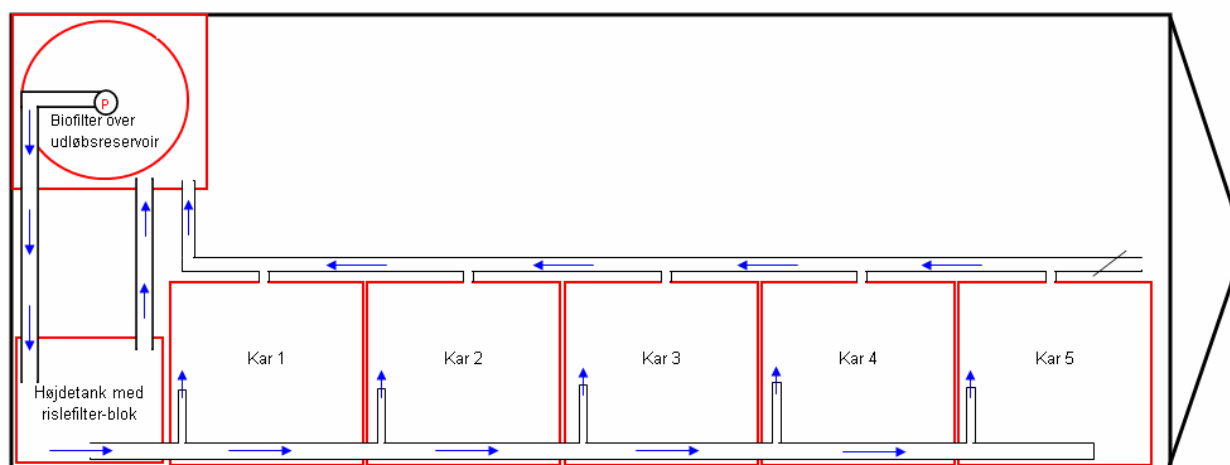 P
Biofilter over
udløbsreservoir
Kar 1
Kar 2
Kar 3
Kar 4
Kar 5
Højdetank med
rislefilter-blok